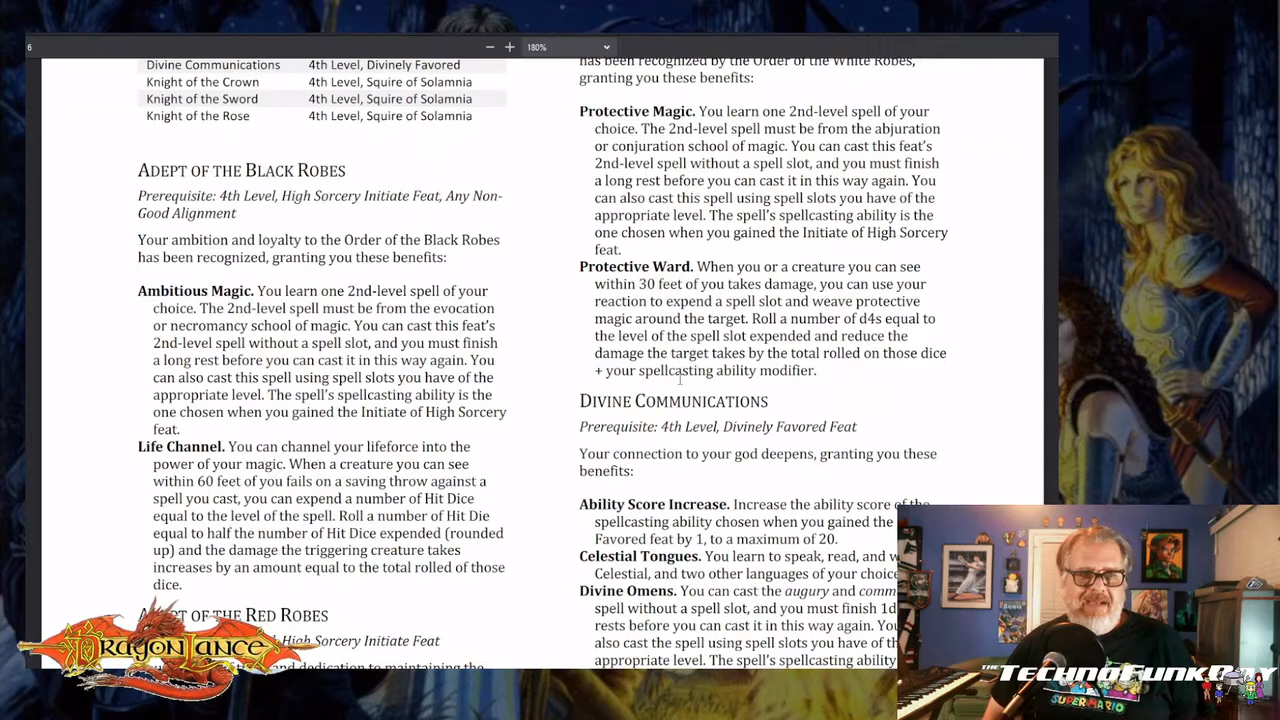 6
180%
Divine Communications 4th Level, Divinely Favored
Knight of the Crown 4th Level, Squire of Solamnia
Knight of the Sword 4th Level, Squire of Solamnia
Knight of the Rose 4th Level, Squire of Solamnia
ADEPT OF THE BLACK ROBES
Prerequisite: 4th Level, High Sorcery Initiate Feat, Any Non-
Good Alignment
Your ambition and loyalty to the Order of the Black Robes
has been recognized, granting you these benefits:
Ambitious Magic. You learn one 2nd-level spell of your
choice. The 2nd-level spell must be from the evocation
or necromancy school of magic. You can cast this feat's
2nd-level spell without a spell slot, and you must finish
a long rest before you can cast it in this way again. You
can also cast this spell using spell slots you have of the
appropriate level. The spell's spellcasting ability is the
one chosen when you gained the Initiate of High Sorcery
feat.
Life Channel. You can channel your lifeforce into the
power of your magic. When a creature you can see
within 60 feet of you fails on a saving throw against a
spell you cast, you can expend a number of Hit Dice
equal to the level of the spell. Roll a number of Hit Die
equal to half the number of Hit Dice expended (rounded
up) and the damage the triggering creature takes
increases by an amount equal to the total rolled of those
dice.
ADEPT OF THE RED ROBES
High Sorcery Initiate Feat
and dedication to maintaining the
has been recognized by the Order of the White Robes,
granting you these benefits:
Protective Magic. You learn one 2nd-level spell of your
choice. The 2nd-level spell must be from the abjuration
or conjuration school of magic. You can cast this feat's
2nd-level spell without a spell slot, and you must finish
a long rest before you can cast it in this way again. You
can also cast this spell using spell slots you have of the
appropriate level. The spell's spellcasting ability is the
one chosen when you gained the Initiate of High Sorcery
feat.
Protective Ward. When you or a creature you can see
within 30 feet of you takes damage, you can use your
reaction to expend a spell slot and weave protective
magic around the target. Roll a number of d4s equal to
the level of the spell slot expended and reduce the
damage the target takes by the total rolled on those dice
+ your spellcasting ability modifier.
DIVINE COMMUNICATIONS
Prerequisite: 4th Level, Divinely Favored Feat
Your connection to your god deepens, granting you these
benefits:
Ability Score Increase. Increase the ability score of the
spellcasting ability chosen when you gained the
Favored feat by 1, to a maximum of 20.
Celestial Tongues. You learn to speak, read, and w
Celestial, and two other languages of your choice
Divine Omens. You can cast the augury and comm
spell without a spell slot, and you must finish 1d
rests before you can cast it in this way again. You
also cast the spell using spell slots you have of the
appropriate level. The spell's spellcasting ability
DRAGONLANCE
THE TECHNOFUNKBOY
SUPER MARIO